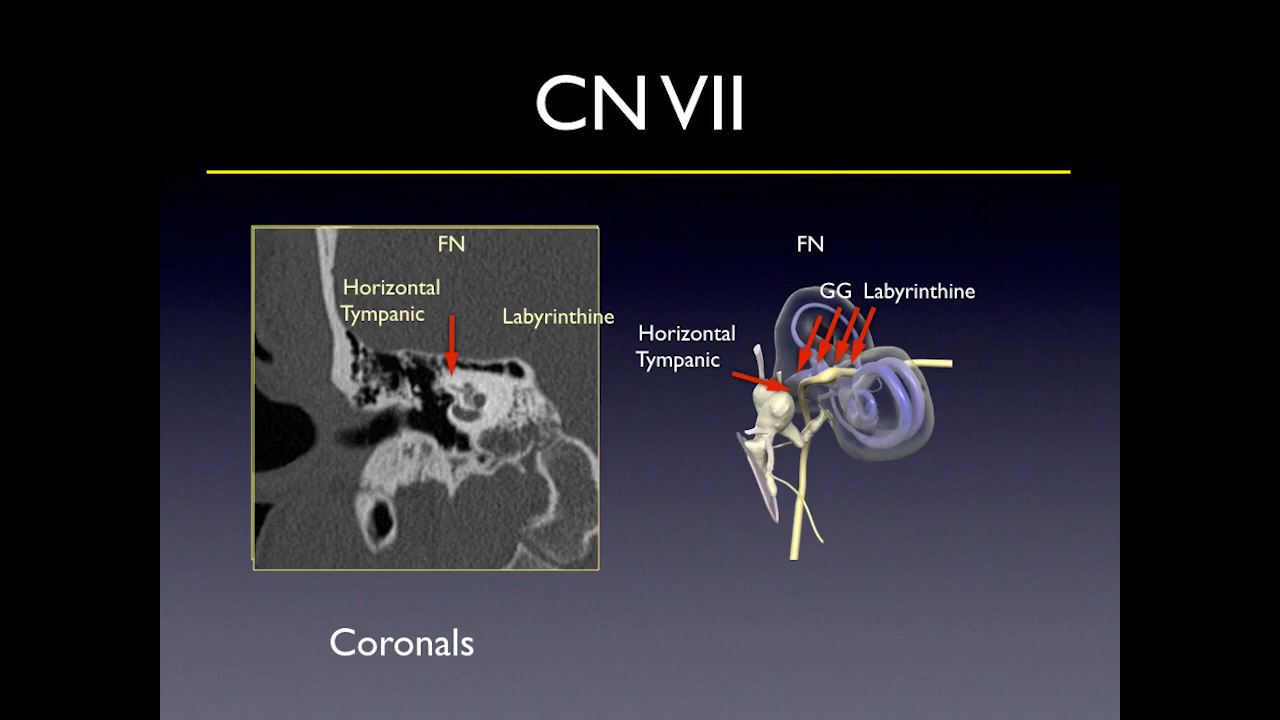 CN VII
FN
Horizontal
Tympanic
Labyrinthine
FN
GG Labyrinthine
Horizontal
Tympanic
Coronals